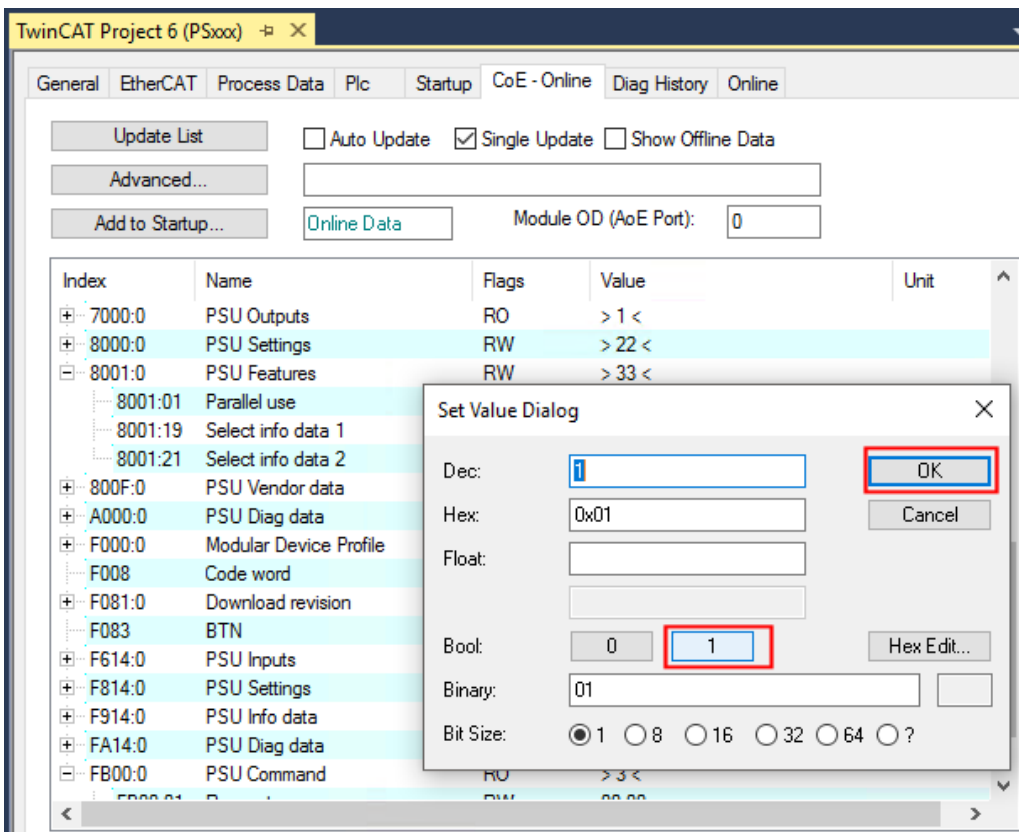 TwinCAT Project 6 (PSxxx)
General EtherCAT Process Data Plc Startup CoE - Online Diag History Online
Update List Auto Update Single Update Show Offline Data
Advanced...
Add to Startup... Online Data Module OD (AoE Port): 0
Index Name Flags Value Unit
7000:0 PSU Outputs RO > 1 <
8000:0 PSU Settings RW > 22 <
8001:0 PSU Features RW > 33 <
8001:01 Parallel use
8001:19 Select info data 1
8001:21 Select info data 2
800F:0 PSU Vendor data
A000:0 PSU Diag data
F000:0 Modular Device Profile
F008 Code word
F081:0 Download revision
F083 BTN
F614:0 PSU Inputs
F814:0 PSU Settings
F914:0 PSU Info data
FA14:0 PSU Diag data
FB00:0 PSU Command RO > 3 <
Set Value Dialog
Dec: 1 OK
Hex: 0x01 Cancel
Float:
Bool: 0 1 Hex Edit...
Binary: 01
Bit Size: 1 8 16 32 64 ?